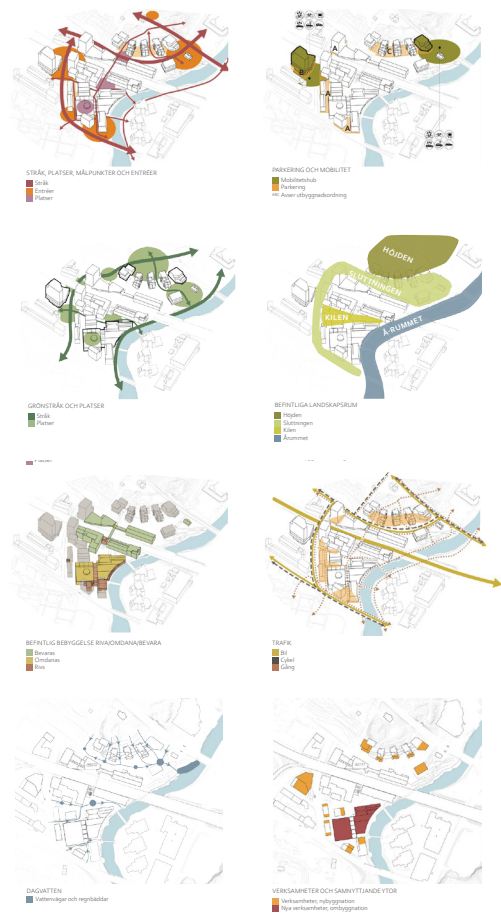 A
C
B
A
A
STRÅK, PLATSER, MÅLPUNKTER OCH ENTRÉER
Stråk
Entréer
Platser
PARKERING OCH MOBILITET
Mobilitetshub
Parkering
ABC Avser utbyggnadsordning
HÖJDEN
SLUTTNINGEN
KILEN
Å-RUMMET
GRÖNSTRÅK OCH PLATSER
Stråk
Platser
BEFINTLIGA LANDSKAPSRUM
Höjden
Sluttningen
Kilen
Årummet
BEFINTLIG BEBYGGELSE RIVA/OMDANA/BEVARA
Bevaras
Omdanas
Rivs
TRAFIK
Bil
Cykel
Gång
DAGVATTEN
Vattenvägar och regnbäddar
VERKSAMHETER OCH SAMNYTTJANDE YTOR
Verksamheter, nybyggnation
Nya verksamheter, ombyggnation